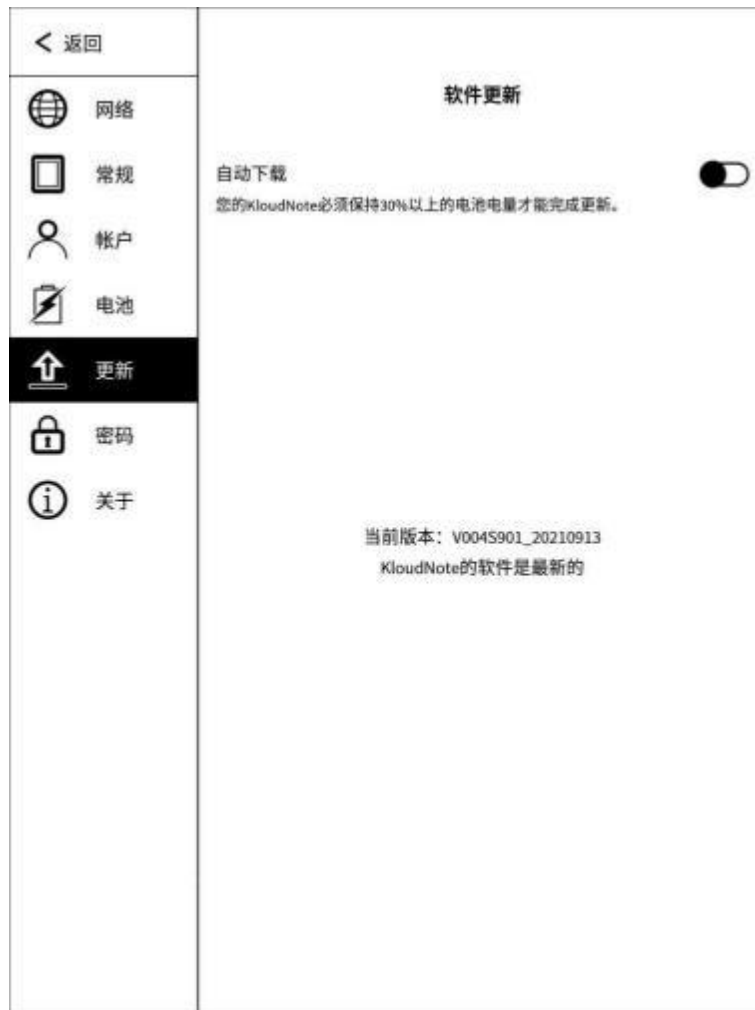 返回
网络
常规
帐户
电池
更新
密码
关于
软件更新
自动下载
您的KloudNote必须保持30%以上的电池电量才能完成更新。
当前版本：V004S901_20210913
KloudNote的软件是最新的